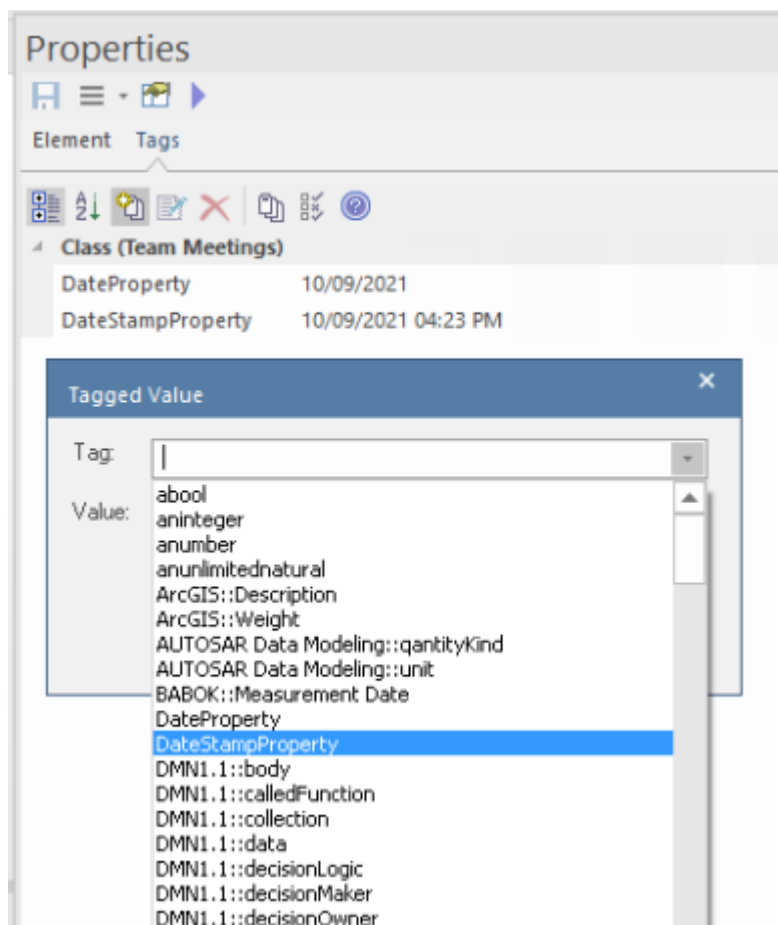 Properties
Element Tags
Class (Team Meetings)
DateProperty 10/09/2021
DateStampProperty 10/09/2021 04:23 PM
Tagged Value
Tag:
Value:
abool
aninteger
anumber
anunlimitednatural
ArcGIS::Description
ArcGIS::Weight
AUTOSAR Data Modeling::qantityKind
AUTOSAR Data Modeling::unit
BABOK::Measurement Date
DateProperty
DateStampProperty
DMN1.1::body
DMN1.1::calledFunction
DMN1.1::collection
DMN1.1::data
DMN1.1::decisionLogic
DMN1.1::decisionMaker
DMN1.1::decisionOwner